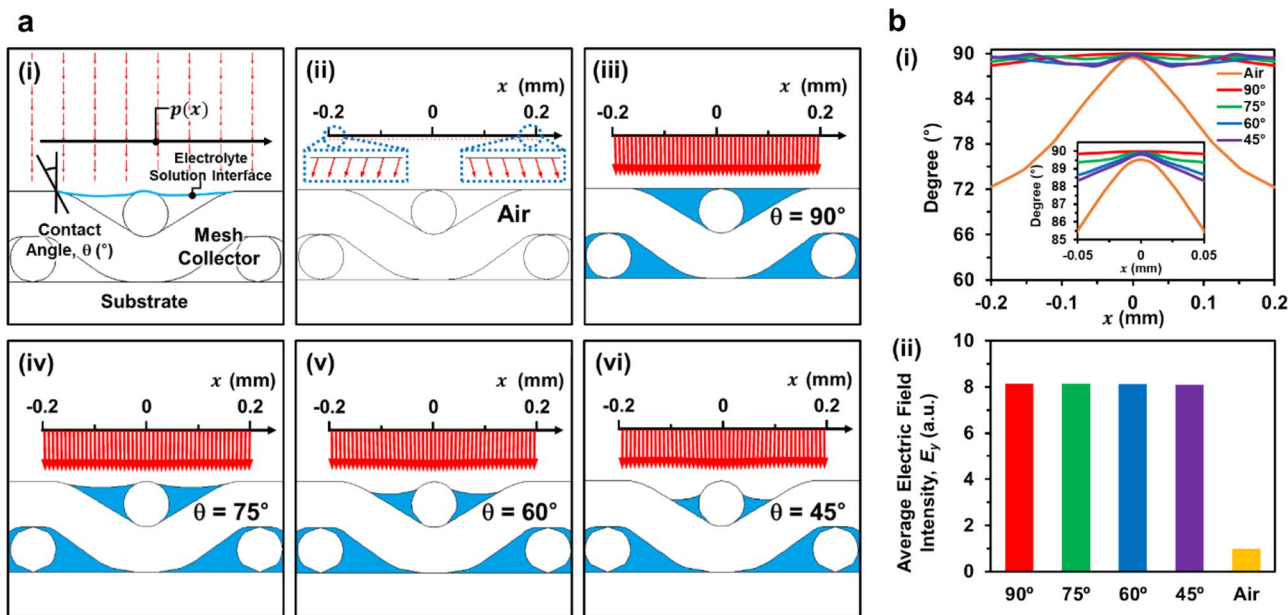 a
(i)
p(x)
Electrolyte
Solution Interface
Contact
Angle, θ (°)
Mesh
Collector
Substrate
(ii)
x (mm)
-0.2 0 0.2
Air
(iii)
x (mm)
-0.2 0 0.2
θ = 90°
(iv)
x (mm)
-0.2 0 0.2
θ = 75°
(v)
x (mm)
-0.2 0 0.2
θ = 60°
(vi)
x (mm)
-0.2 0 0.2
θ = 45°
b
(i)
Degree (°)
90
84
78
72
66
60
-0.2 -0.1 0 0.1 0.2
x (mm)
Air
90°
75°
60°
45°
Degree (°)
90
89
88
87
86
85
-0.05 0 0.05
x (mm)
(ii)
Average Electric Field
Intensity, Ey (a.u.)
10
8
6
4
2
0
90° 75° 60° 45° Air